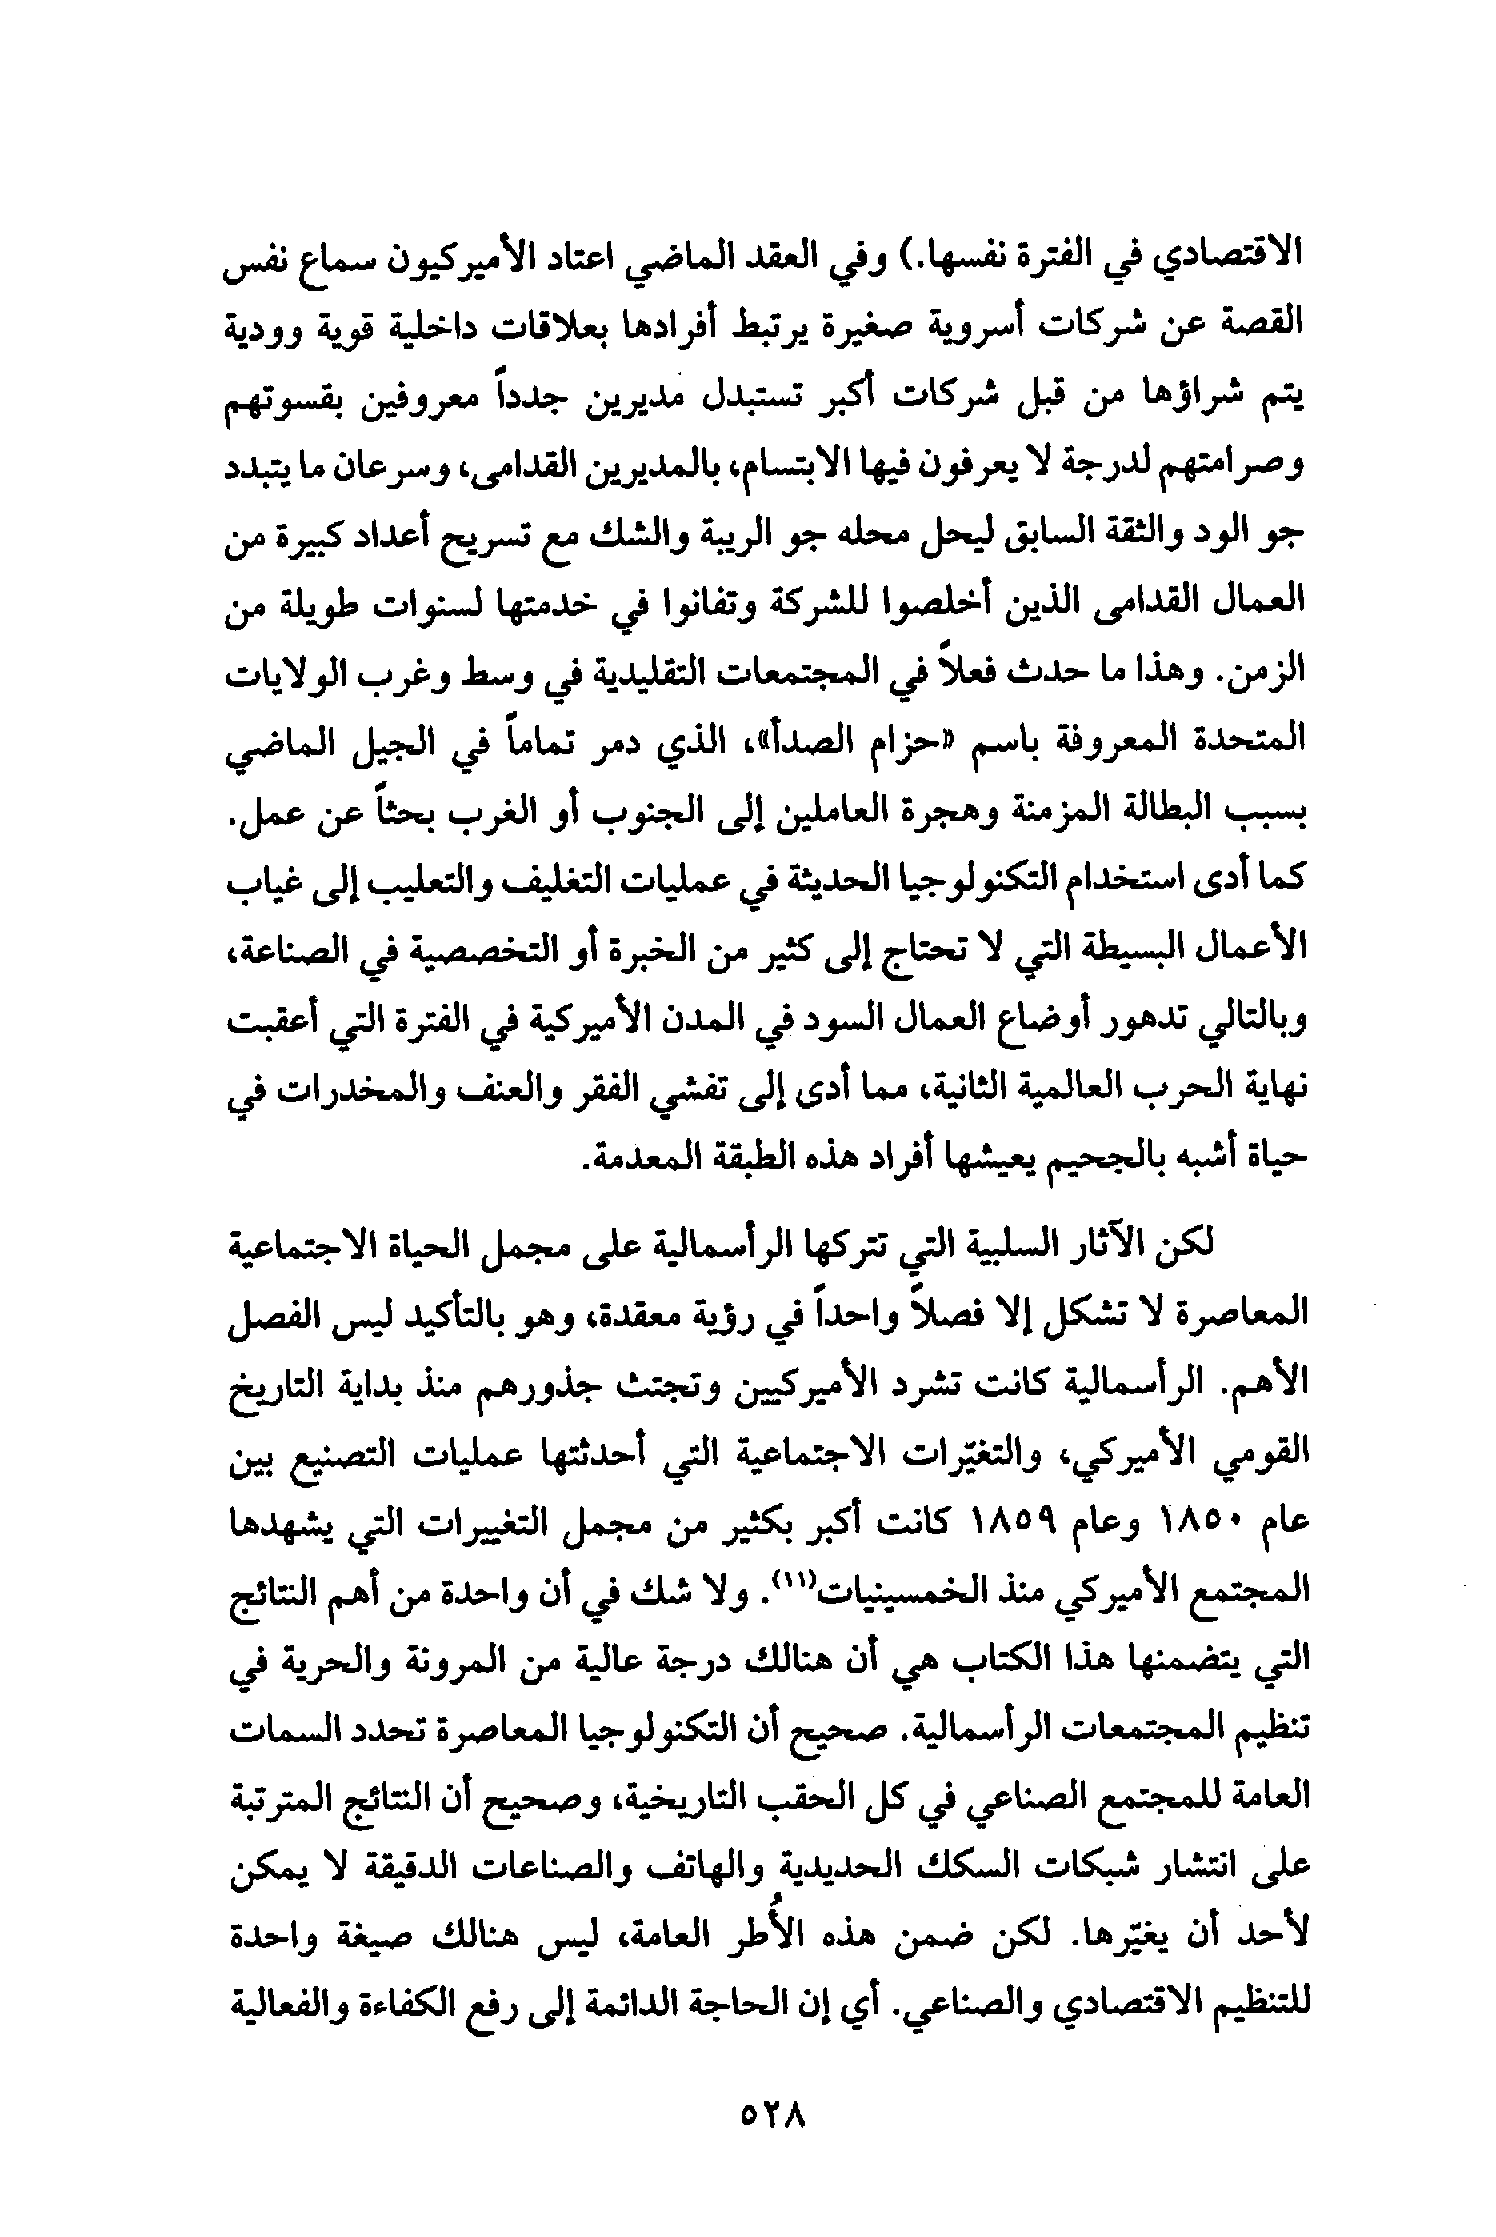 الاقتصادي في الفترة نفسها.) وفي العقد الماضي اعتاد الأميركيون سماع نفس
القصة عن شركات أسروية صغيرة يرتبط أفرادها بعلاقات داخلية قوية وودية
يتم شراؤها من قبل شركات أكبر تستبدل مديرين جدداً معروفين بقسوتهم
وصرامتهم لدرجة لا يعرفون فيها الابتسام، بالمديرين القدامى، وسرعان ما يتبدد
جو الود والثقة السابق ليحل محله جو الريبة والشك مع تسريح أعداد كبيرة من
العمال القدامى الذين أخلصوا للشركة وتفانوا في خدمتها لسنوات طويلة من
الزمن. وهذا ما حدث فعلاً في المجتمعات التقليدية في وسط وغرب الولايات
المتحدة المعروفة باسم «حزام الصدأ»، الذي دمر تماماً في الجيل الماضي
بسبب البطالة المزمنة وهجرة العاملين إلى الجنوب أو الغرب بحثاً عن عمل.
كما أدى استخدام التكنولوجيا الحديثة في عمليات التغليف والتعليب إلى غياب
الأعمال البسيطة التي لا تحتاج إلى كثير من الخبرة أو التخصصية في الصناعة،
وبالتالي تدهور أوضاع العمال السود في المدن الأميركية في الفترة التي أعقبت
نهاية الحرب العالمية الثانية، مما أدى إلى تفشي الفقر والعنف والمخدرات في
حياة أشبه بالجحيم يعيشها أفراد هذه الطبقة المعدمة.
لكن الآثار السلبية التي تتركها الرأسمالية على مجمل الحياة الاجتماعية
المعاصرة لا تشكل إلا فصلاً واحداً في رؤية معقدة، وهو بالتأكيد ليس الفصل
الأهم. الرأسمالية كانت تشرد الأميركيين وتجتث جذورهم منذ بداية التاريخ
القومي الأميركي، والتغيّرات الاجتماعية التي أحدثتها عمليات التصنيع بين
عام ١٨٥٠ وعام ١٨٥٩ كانت أكبر بكثير من مجمل التغييرات التي يشهدها
المجتمع الأميركي منذ الخمسينيات(١١). ولا شك في أن واحدة من أهم النتائج
التي يتضمنها هذا الكتاب هي أن هنالك درجة عالية من المرونة والحرية في
تنظيم المجتمعات الرأسمالية. صحيح أن التكنولوجيا المعاصرة تحدد السمات
العامة للمجتمع الصناعي في كل الحقب التاريخية، وصحيح أن النتائج المترتبة
على انتشار شبكات السكك الحديدية والهاتف والصناعات الدقيقة لا يمكن
لأحد أن يغيّرها. لكن ضمن هذه الأُطر العامة، ليس هنالك صيغة واحدة
للتنظيم الاقتصادي والصناعي. أي إن الحاجة الدائمة إلى رفع الكفاءة والفعالية
٥٢٨